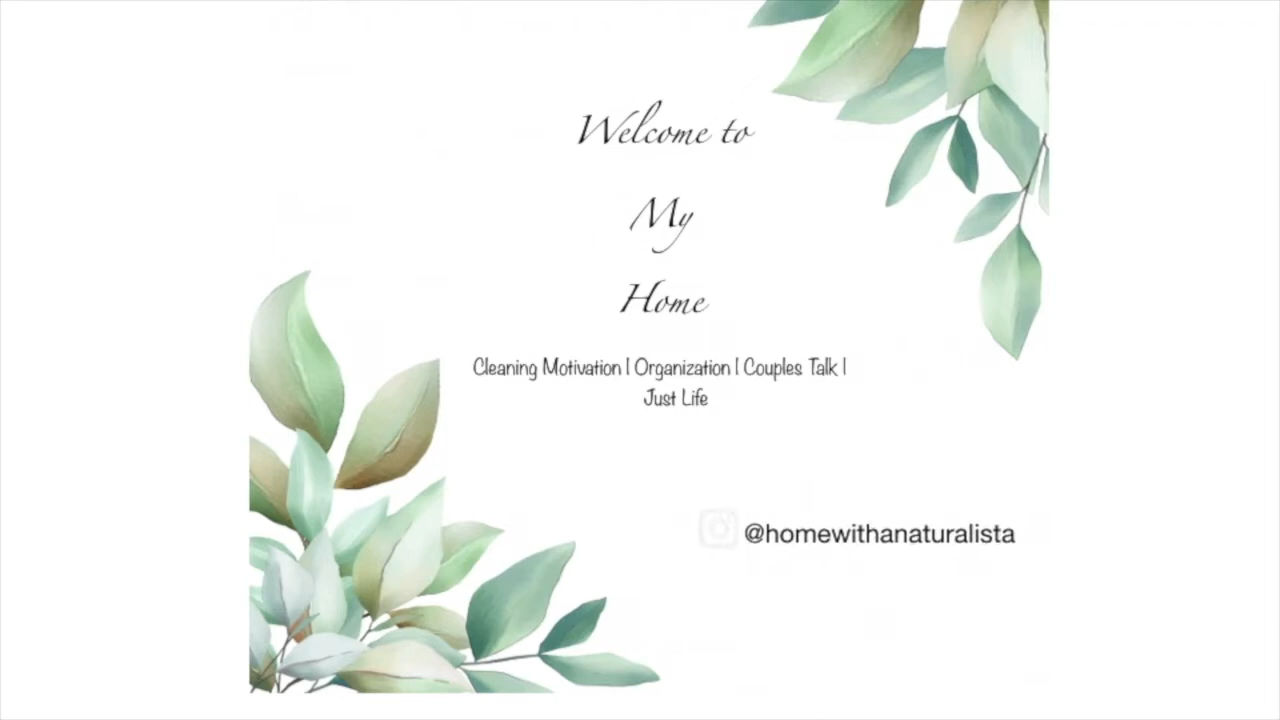 Welcome to
My
Home
Cleaning Motivation | Organization | Couples Talk |
Just Life
@homewithanaturalista